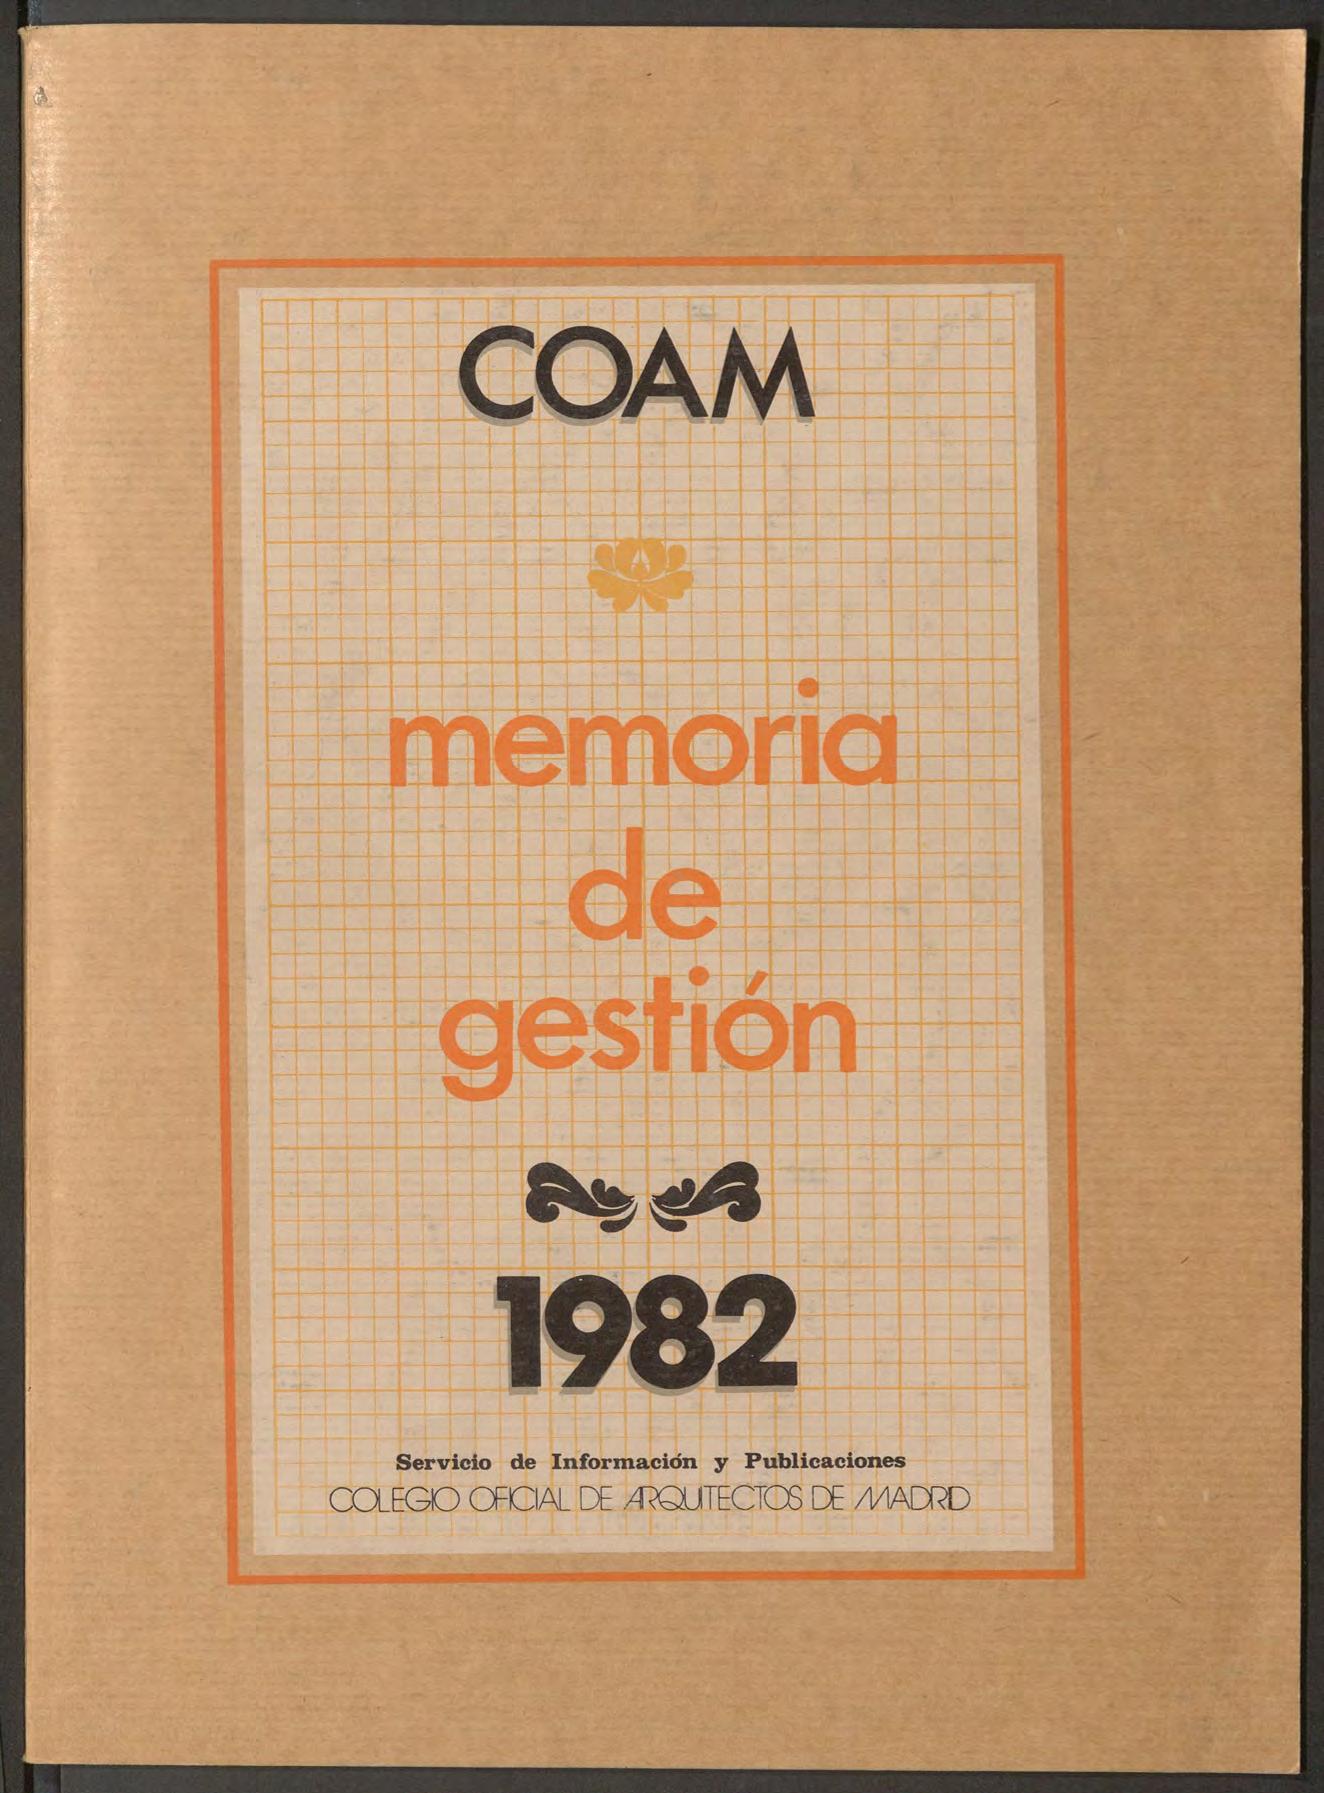 COAM
memoria
de
gestión
1982
Servicio de Información y Publicaciones
COLEGIO OFICIAL DE ARQUITECTOS DE MADRID